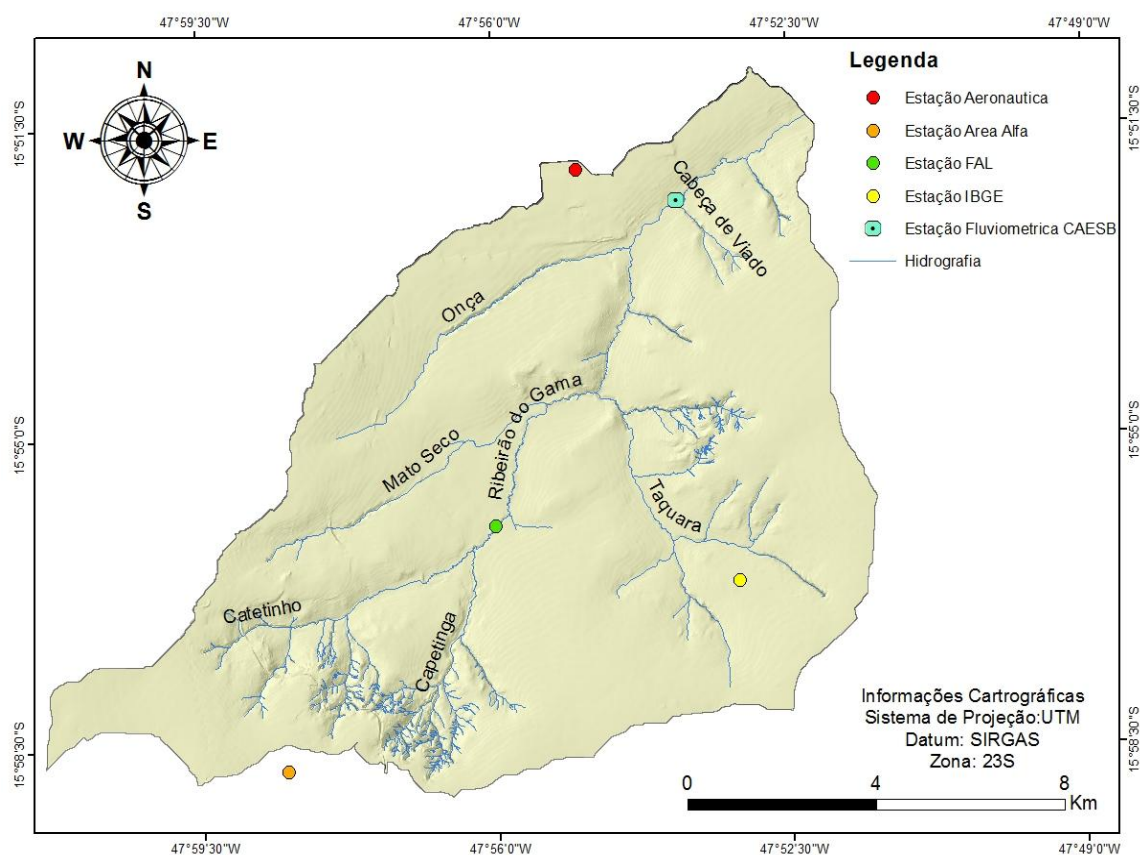 47°59'30"W
47°56'0"W
47°52'30"W
47°49'0"W
15°51'30"S
15°51'30"S
N
W
E
S
Legenda
Estação Aeronautica
Estação Area Alfa
Estação FAL
Estação IBGE
Estação Fluviometrica CAESB
Hidrografia
Cabeça de Viado
Onça
Ribeirão do Gama
Mato Seco
15°55'0"S
15°55'0"S
Taquara
Catetinho
Capetinga
Informações Cartrográficas
Sistema de Projeção:UTM
Datum: SIRGAS
Zona: 23S
15°58'30"S
15°58'30"S
0
4
8
Km
47°59'30"W
47°56'0"W
47°52'30"W
47°49'0"W